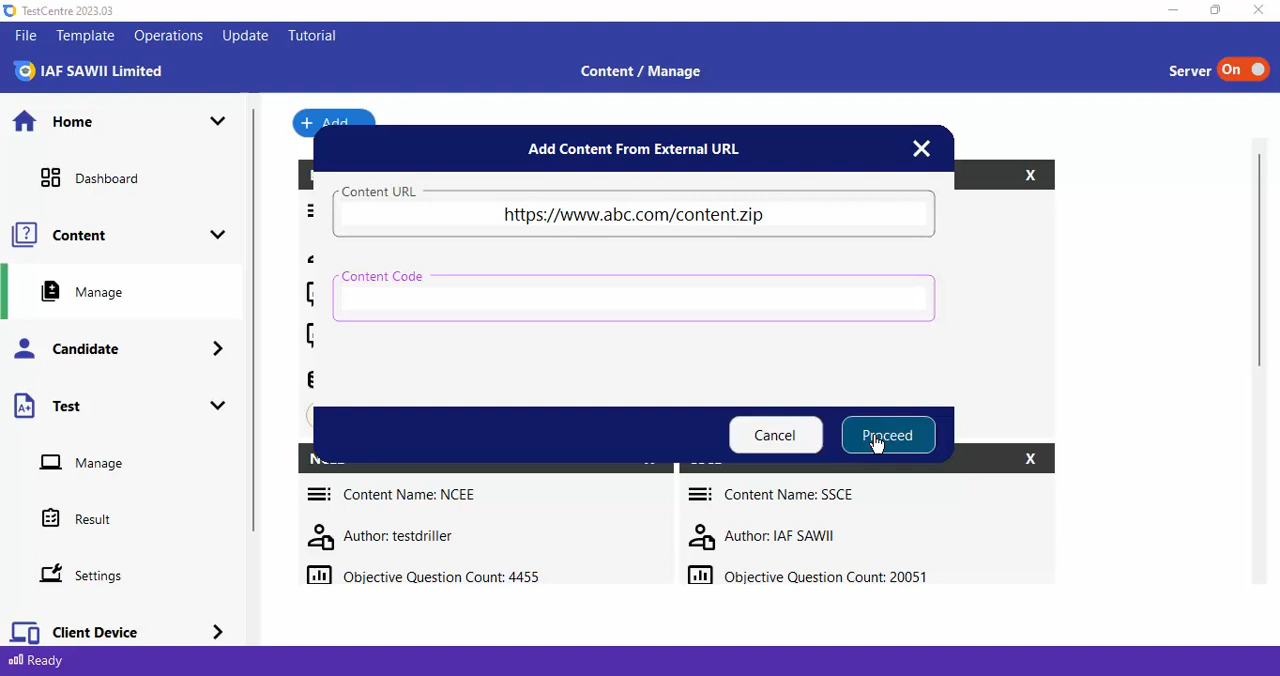 TestCentre 2023.03
File Template Operations Update Tutorial
IAF SAWII Limited
Content / Manage
Server On
Home
Dashboard
Content
Manage
Candidate
Test
Manage
Result
Settings
Client Device
+ Add
X
Add Content From External URL
Content URL
https://www.abc.com/content.zip
Content Code
Cancel Proceed
X
Content Name: NCEE
Author: testdriller
Objective Question Count: 4455
Content Name: SSCE
Author: IAF SAWII
Objective Question Count: 20051
Ready